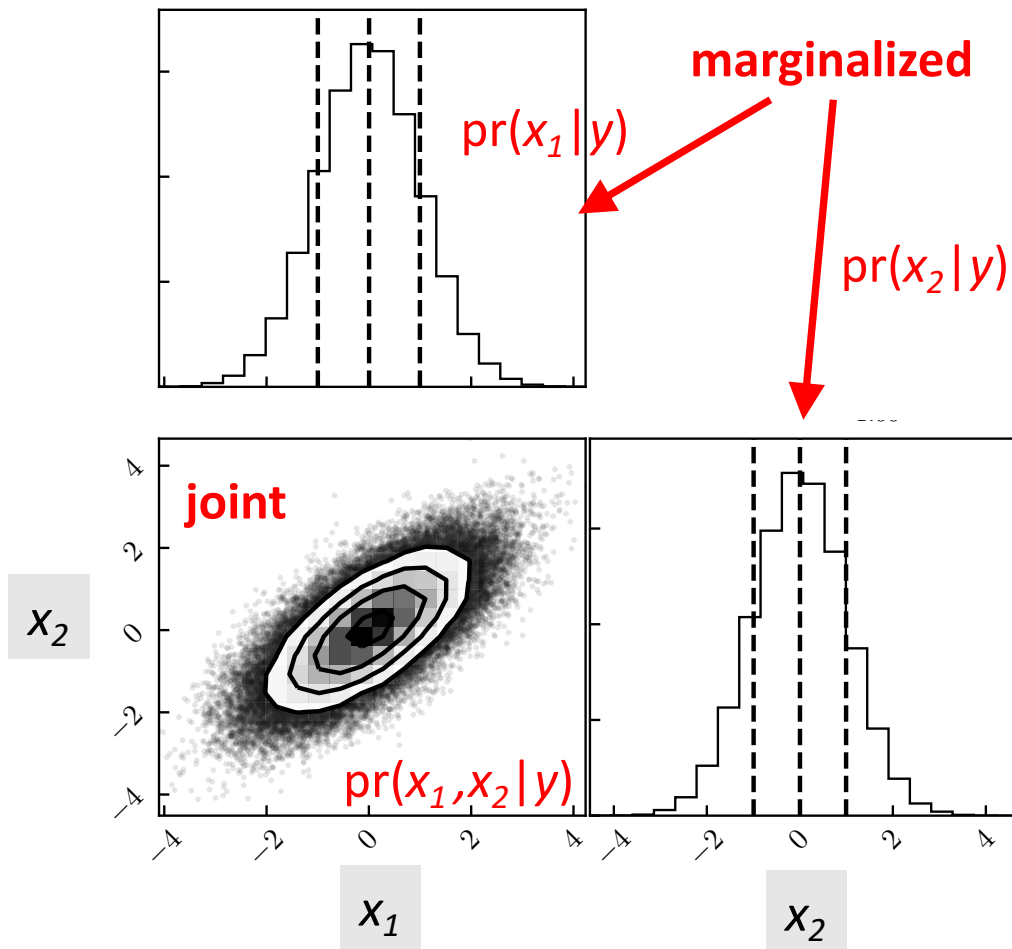 marginalized
pr(x₁|y)
pr(x₂|y)
joint
pr(x₁,x₂|y)
4
2
0
−2
−4
x₂
−4
−2
0
2
4
x₁
−4
−2
0
2
4
x₂